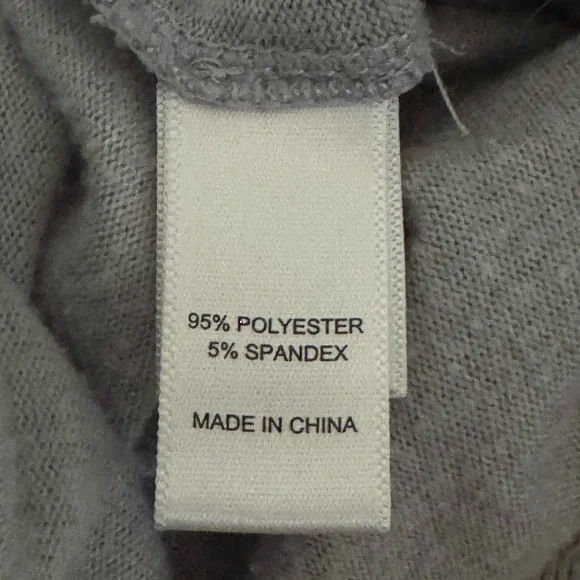 95% POLYESTER
5% SPANDEX
MADE IN CHINA